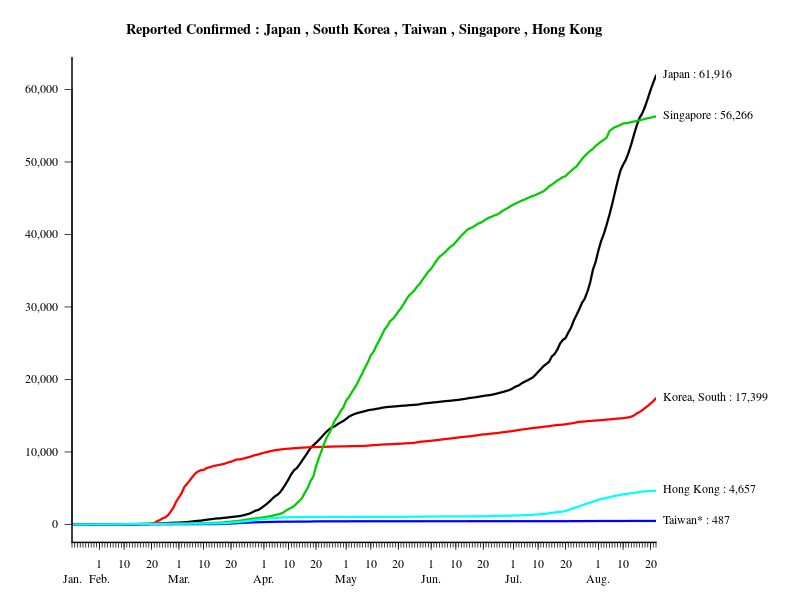 Reported Confirmed : Japan , South Korea , Taiwan , Singapore , Hong Kong
Japan : 61,916
60,000
Singapore : 56,266
50,000
40,000
30,000
20,000
Korea, South : 17,399
10,000
Hong Kong : 4,657
Taiwan* : 487
0
1 10 20 1 10 20 1 10 20 1 10 20 1 10 20 1 10 20 1 10 20
Jan. Feb. Mar. Apr. May Jun. Jul. Aug.